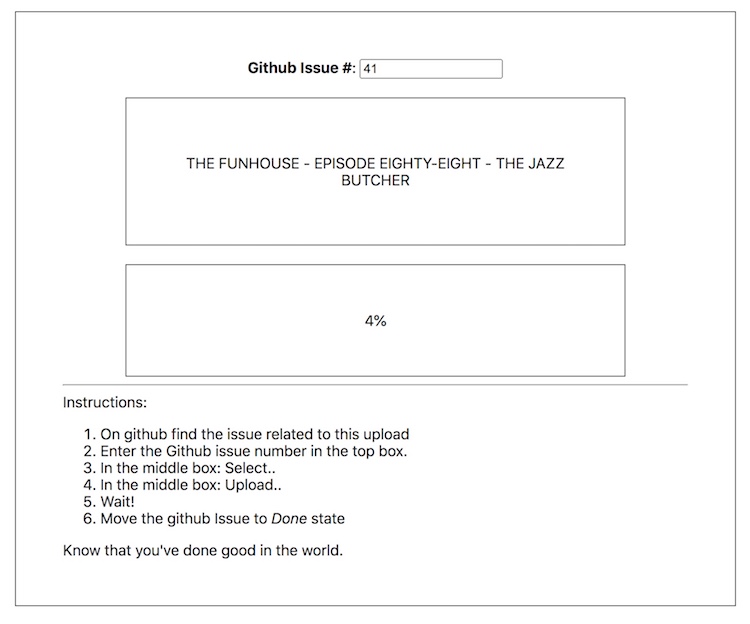 Github Issue #: 41
THE FUNHOUSE - EPISODE EIGHTY-EIGHT - THE JAZZ
BUTCHER
4%
Instructions:
1. On github find the issue related to this upload
2. Enter the Github issue number in the top box.
3. In the middle box: Select..
4. In the middle box: Upload..
5. Wait!
6. Move the github Issue to Done state
Know that you've done good in the world.